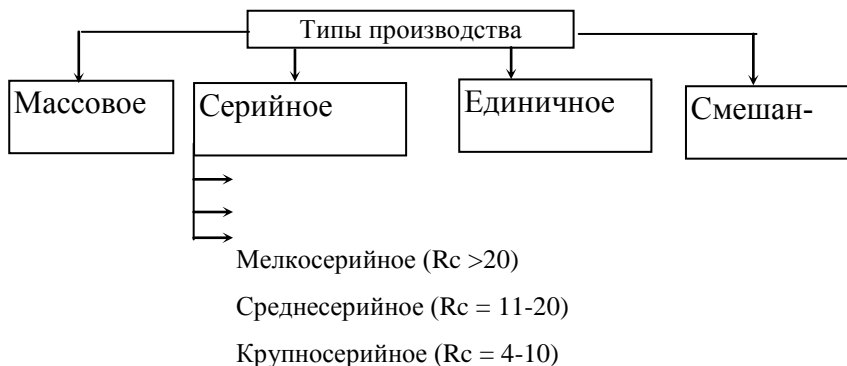 Типы производства
Массовое
Серийное
Единичное
Смешан-
Мелкосерийное (Rc >20)
Среднесерийное (Rc = 11-20)
Крупносерийное (Rc = 4-10)